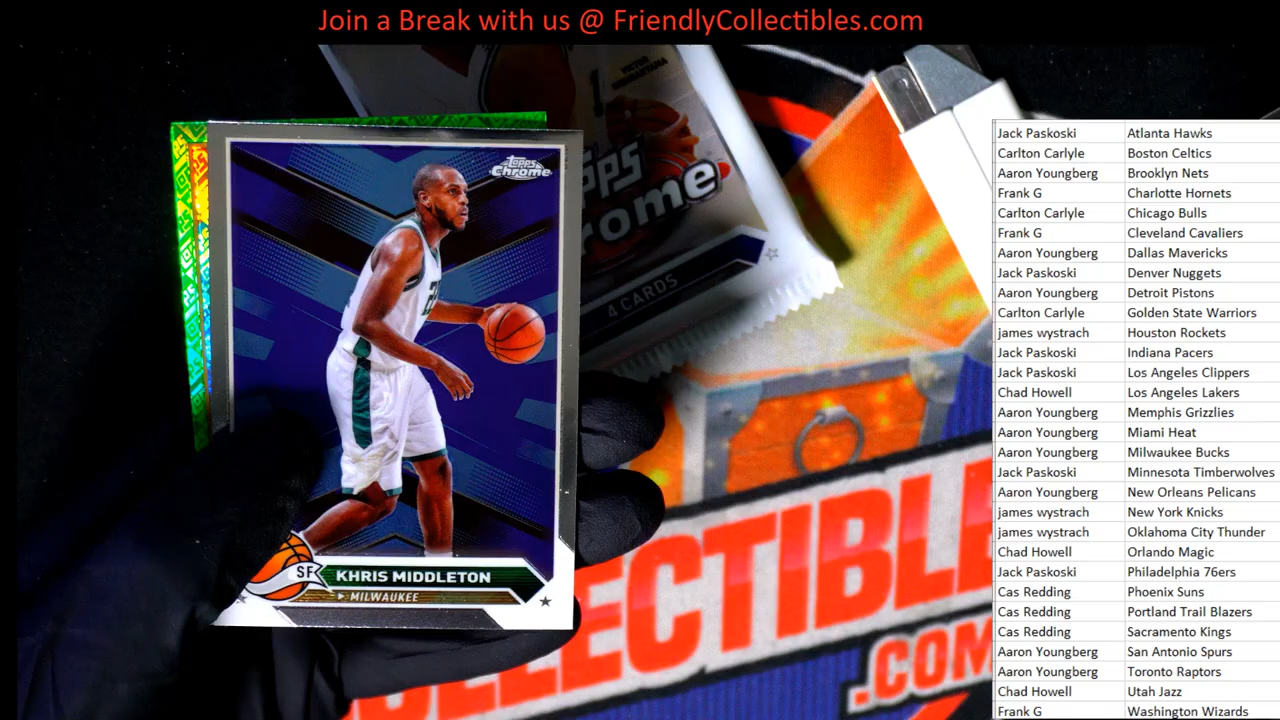 Join a Break with us @ FriendlyCollectibles.com
Topps
Chrome
SF
KHRIS MIDDLETON
MILWAUKEE
4 CARDS
.COM
Jack Paskoski Atlanta Hawks
Carlton Carlyle Boston Celtics
Aaron Youngberg Brooklyn Nets
Frank G Charlotte Hornets
Carlton Carlyle Chicago Bulls
Frank G Cleveland Cavaliers
Aaron Youngberg Dallas Mavericks
Jack Paskoski Denver Nuggets
Aaron Youngberg Detroit Pistons
Carlton Carlyle Golden State Warriors
james wystrach Houston Rockets
Jack Paskoski Indiana Pacers
Jack Paskoski Los Angeles Clippers
Chad Howell Los Angeles Lakers
Aaron Youngberg Memphis Grizzlies
Aaron Youngberg Miami Heat
Aaron Youngberg Milwaukee Bucks
Jack Paskoski Minnesota Timberwolves
Aaron Youngberg New Orleans Pelicans
james wystrach New York Knicks
james wystrach Oklahoma City Thunder
Chad Howell Orlando Magic
Jack Paskoski Philadelphia 76ers
Cas Redding Phoenix Suns
Cas Redding Portland Trail Blazers
Cas Redding Sacramento Kings
Aaron Youngberg San Antonio Spurs
Aaron Youngberg Toronto Raptors
Chad Howell Utah Jazz
Frank G Washington Wizards